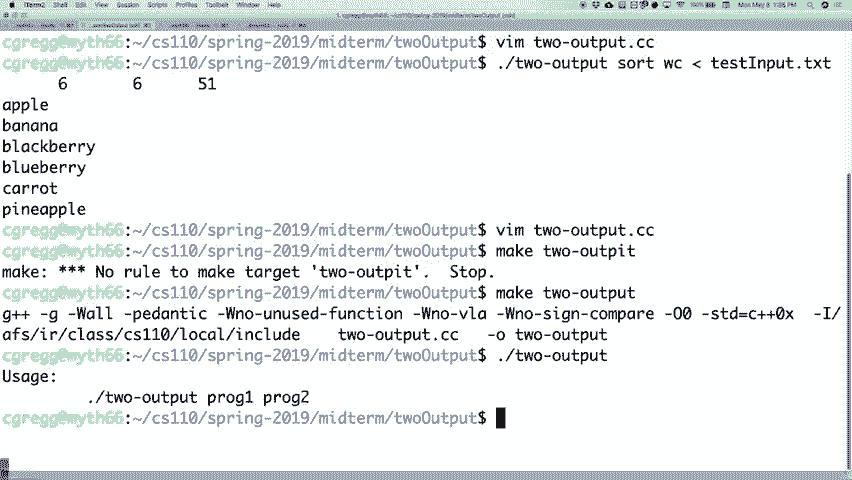 iTerm2 Shell Edit View Session Scripts Profiles Toolbelt Window Help
cgregg@myth66:~/cs110/spring-2019/midterm/twoOutput$ vim two-output.cc
cgregg@myth66:~/cs110/spring-2019/midterm/twoOutput$ ./two-output sort wc < testInput.txt
6 6 51
apple
banana
blackberry
blueberry
carrot
pineapple
cgregg@myth66:~/cs110/spring-2019/midterm/twoOutput$ vim two-output.cc
cgregg@myth66:~/cs110/spring-2019/midterm/twoOutput$ make two-outpit
make: *** No rule to make target 'two-outpit'.  Stop.
cgregg@myth66:~/cs110/spring-2019/midterm/twoOutput$ make two-output
g++ -g -Wall -pedantic -Wno-unused-function -Wno-vla -Wno-sign-compare -O0 -std=c++0x  -I/
afs/ir/class/cs110/local/include    two-output.cc   -o two-output
cgregg@myth66:~/cs110/spring-2019/midterm/twoOutput$ ./two-output
Usage:
./two-output prog1 prog2
cgregg@myth66:~/cs110/spring-2019/midterm/twoOutput$